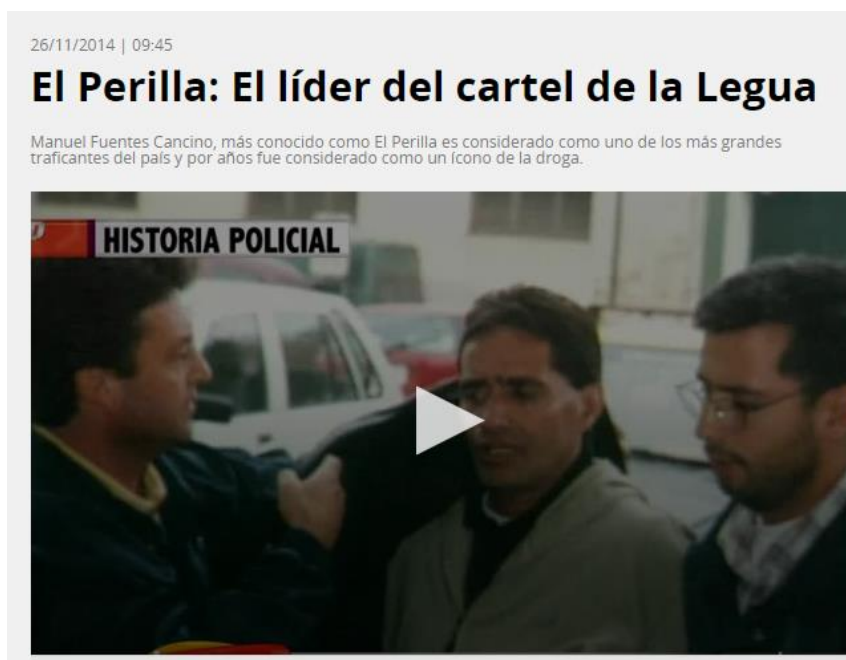 26/11/2014 | 09:45
El Perilla: El líder del cartel de la Legua
Manuel Fuentes Cancino, más conocido como El Perilla es considerado como uno de los más grandes
traficantes del país y por años fue considerado como un ícono de la droga.
HISTORIA POLICIAL